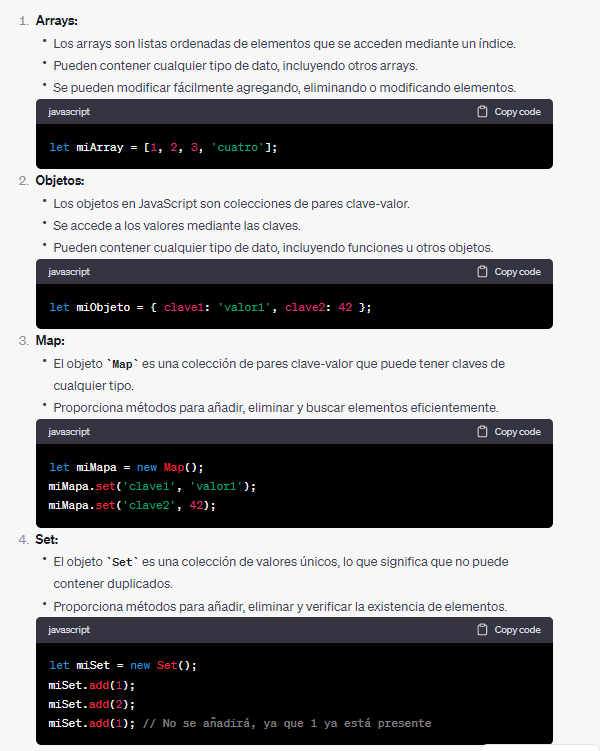 1. Arrays:
• Los arrays son listas ordenadas de elementos que se acceden mediante un índice.
• Pueden contener cualquier tipo de dato, incluyendo otros arrays.
• Se pueden modificar fácilmente agregando, eliminando o modificando elementos.
javascript Copy code
let miArray = [1, 2, 3, 'cuatro'];
2. Objetos:
• Los objetos en JavaScript son colecciones de pares clave-valor.
• Se accede a los valores mediante las claves.
• Pueden contener cualquier tipo de dato, incluyendo funciones u otros objetos.
javascript Copy code
let miObjeto = { clave1: 'valor1', clave2: 42 };
3. Map:
• El objeto `Map` es una colección de pares clave-valor que puede tener claves de
cualquier tipo.
• Proporciona métodos para añadir, eliminar y buscar elementos eficientemente.
javascript Copy code
let miMapa = new Map();
miMapa.set('clave1', 'valor1');
miMapa.set('clave2', 42);
4. Set:
• El objeto `Set` es una colección de valores únicos, lo que significa que no puede
contener duplicados.
• Proporciona métodos para añadir, eliminar y verificar la existencia de elementos.
javascript Copy code
let miSet = new Set();
miSet.add(1);
miSet.add(2);
miSet.add(1); // No se añadirá, ya que 1 ya está presente